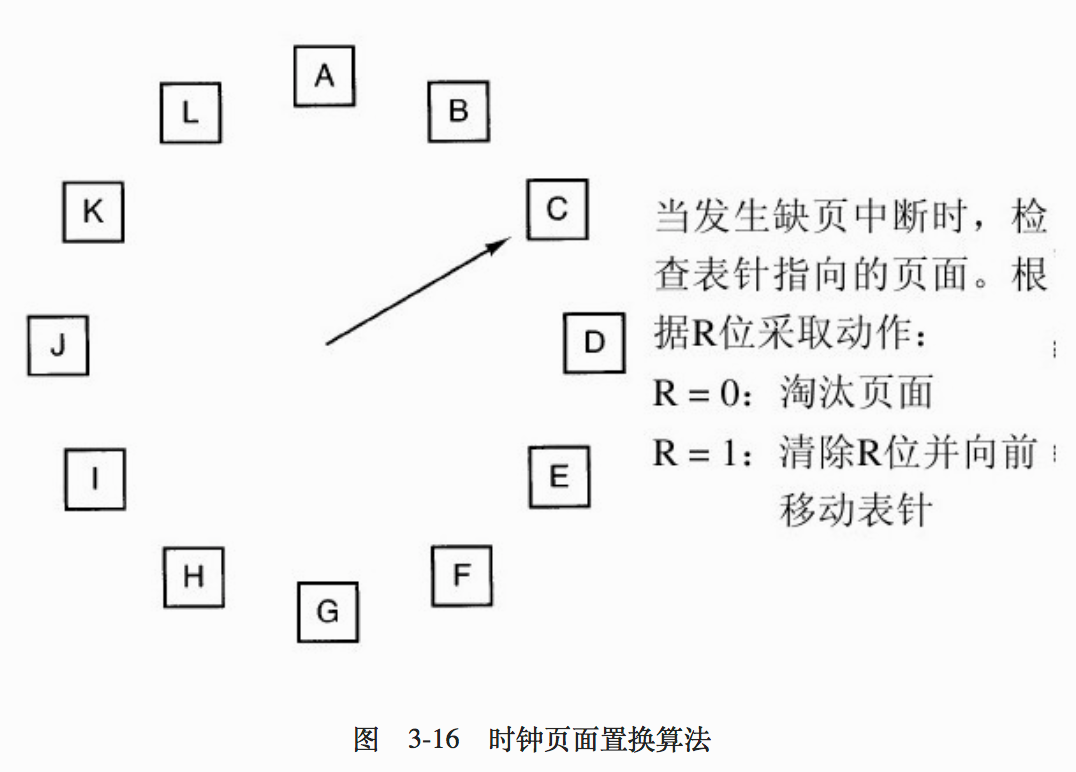 A
B
C
D
E
F
G
H
I
J
K
L
当发生缺页中断时，检
查表针指向的页面。根
据R位采取动作：
R = 0：淘汰页面
R = 1：清除R位并向前
移动表针
图 3-16 时钟页面置换算法